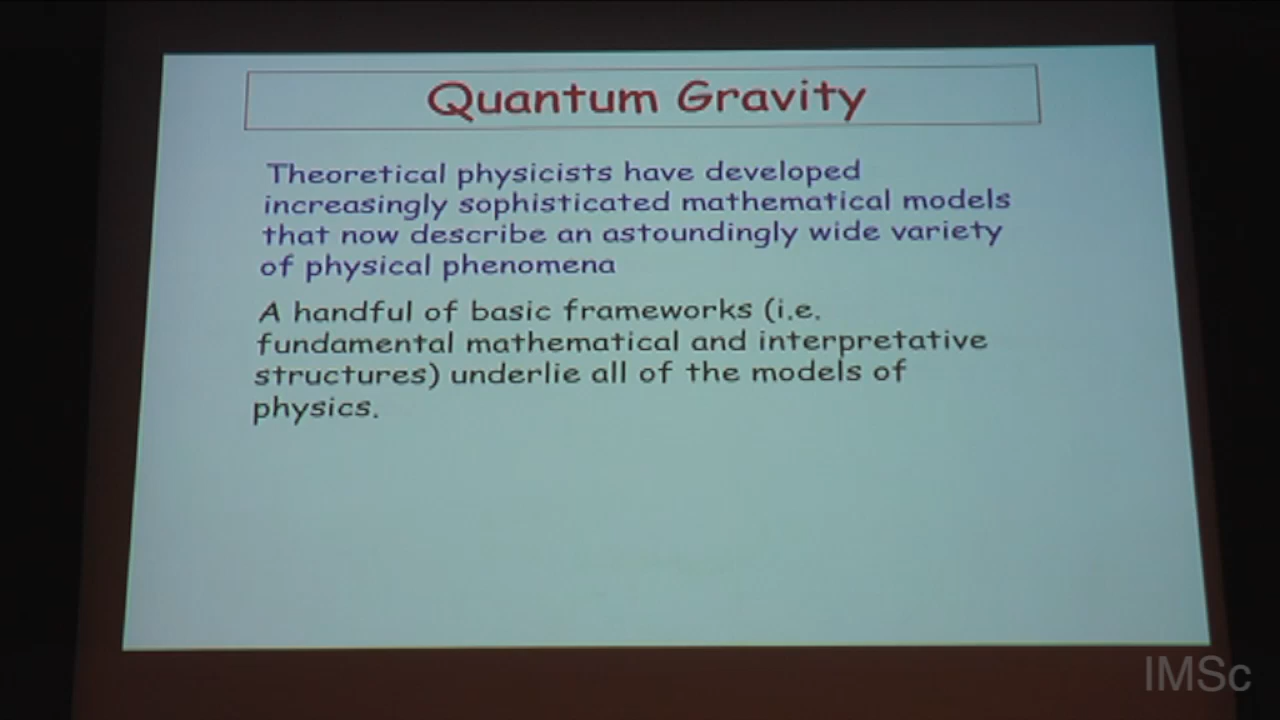 Quantum Gravity
Theoretical physicists have developed
increasingly sophisticated mathematical models
that now describe an astoundingly wide variety
of physical phenomena
A handful of basic frameworks (i.e.
fundamental mathematical and interpretative
structures) underlie all of the models of
physics.
IMSc